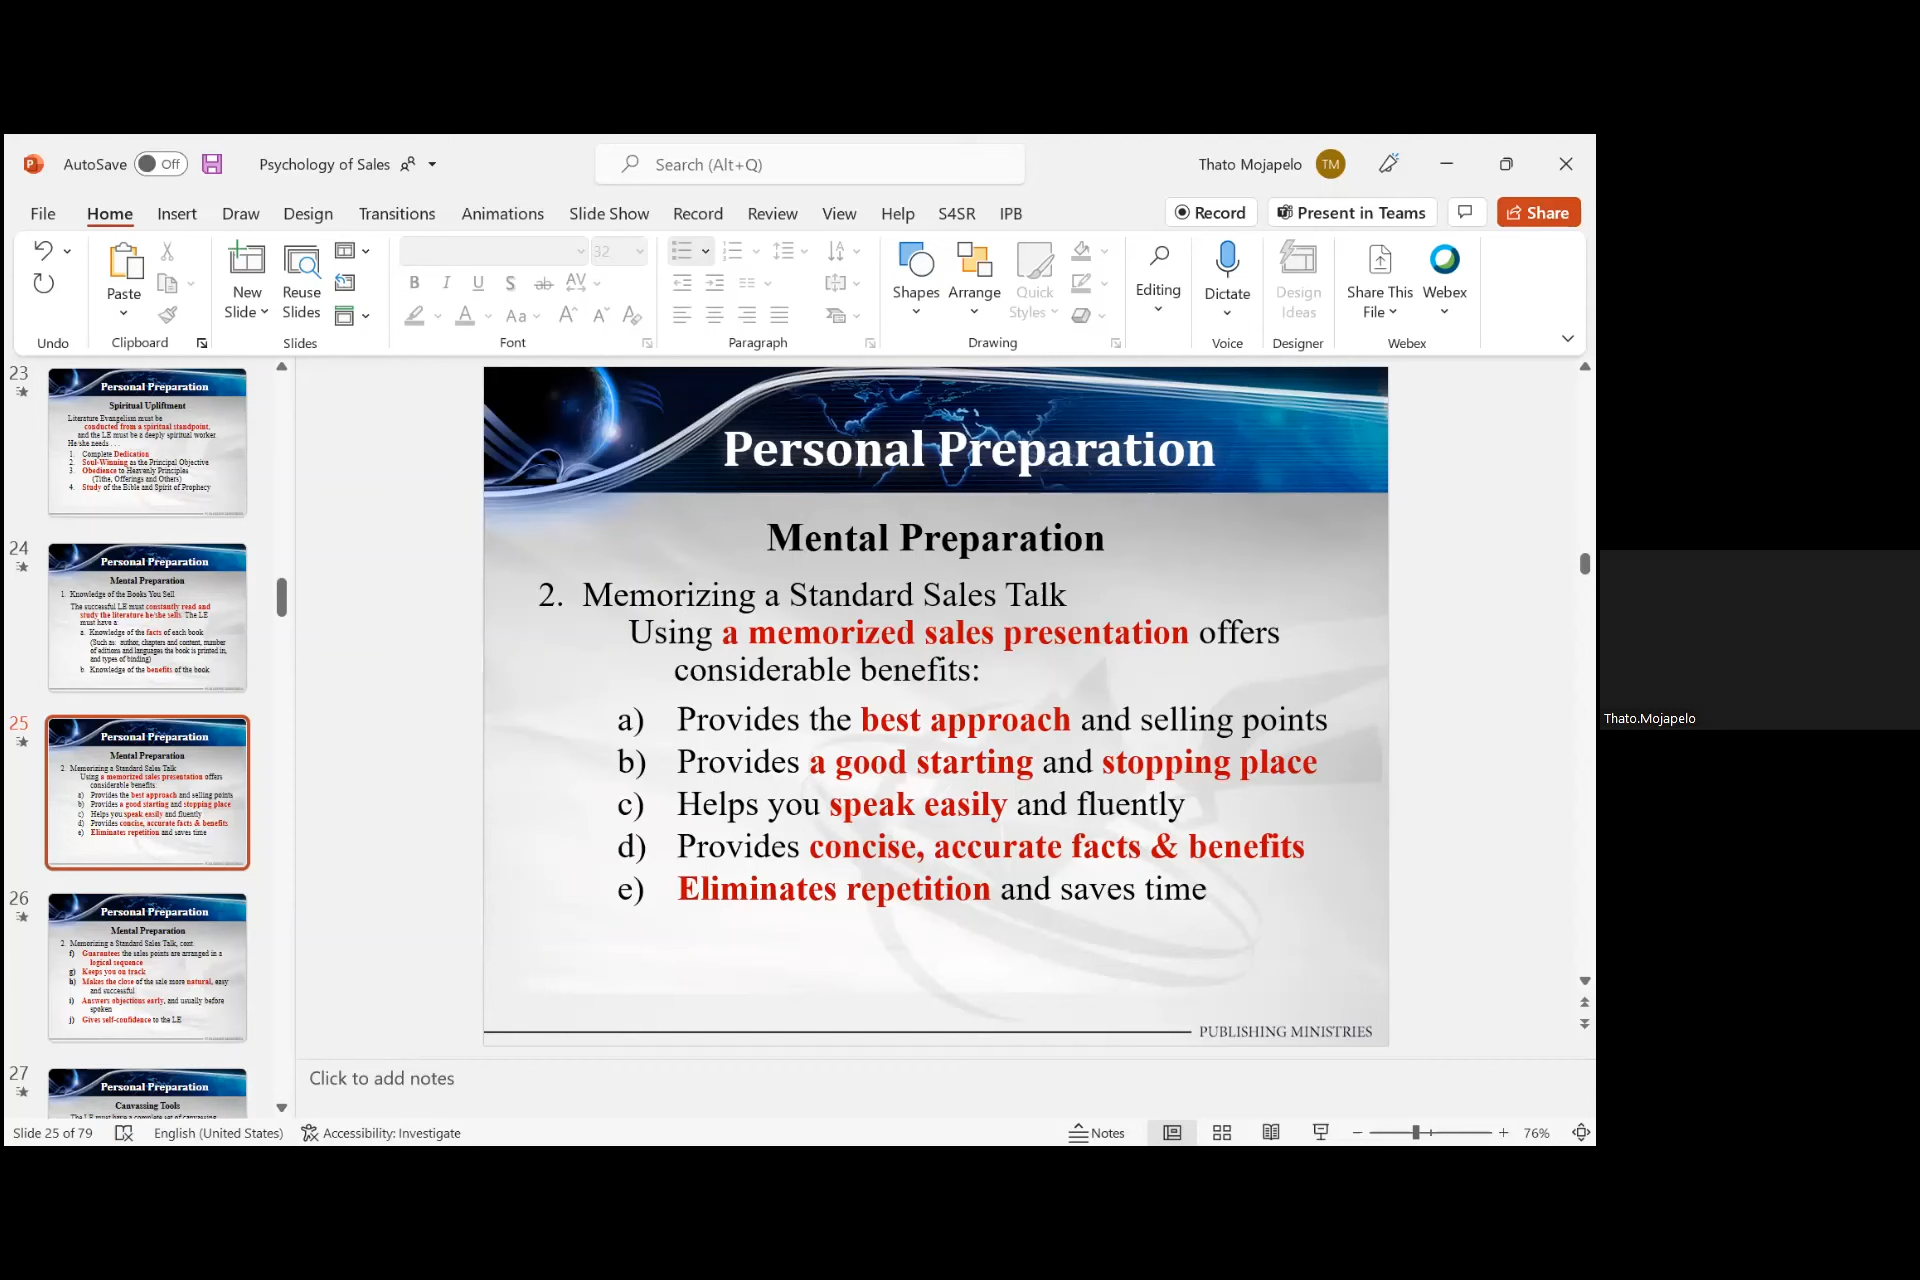 AutoSave Off Psychology of Sales Search (Alt+Q) Thato Mojapelo TM
File Home Insert Draw Design Transitions Animations Slide Show Record Review View Help S4SR IPB Record Present in Teams Share
Paste
New Slide
Reuse Slides
32
B I U S ab AV
A Aa A A A
Shapes Arrange Quick Styles
Editing
Dictate
Design Ideas
Share This File
Webex
Undo Clipboard Slides Font Paragraph Drawing Voice Designer Webex
23
Personal Preparation
Spiritual Upliftment
Literature Evangelism must be
conducted from a spiritual standpoint,
and the LE must be a deeply spiritual worker.
He/she needs . . .
1. Complete Dedication
2. Soul-Winning as the Principal Objective
3. Obedience to Heavenly Principles
(Tithe, Offerings and Others)
4. Study of the Bible and Spirit of Prophecy
24
Personal Preparation
Mental Preparation
1. Knowledge of the Books You Sell
The successful LE must constantly read and
study the literature he/she sells. The LE
must have a:
a. Knowledge of the facts of each book
(Such as: author, chapters and content, number
of editions and languages the book is printed in,
and types of binding)
b. Knowledge of the benefits of the book
25
Personal Preparation
Mental Preparation
2. Memorizing a Standard Sales Talk
Using a memorized sales presentation offers
considerable benefits:
a) Provides the best approach and selling points
b) Provides a good starting and stopping place
c) Helps you speak easily and fluently
d) Provides concise, accurate facts & benefits
e) Eliminates repetition and saves time
26
Personal Preparation
Mental Preparation
2. Memorizing a Standard Sales Talk, cont.
f) Guarantees the sales points are arranged in a
logical sequence
g) Keeps you on track
h) Makes the close of the sale more natural, easy
and successful
i) Answers objections early, and usually before
spoken
j) Gives self-confidence to the LE
27
Personal Preparation
Canvassing Tools
The LE must have a complete set of canvassing
Personal Preparation
Mental Preparation
2. Memorizing a Standard Sales Talk
Using a memorized sales presentation offers
considerable benefits:
a) Provides the best approach and selling points
b) Provides a good starting and stopping place
c) Helps you speak easily and fluently
d) Provides concise, accurate facts & benefits
e) Eliminates repetition and saves time
PUBLISHING MINISTRIES
Click to add notes
Slide 25 of 79 English (United States) Accessibility: Investigate Notes 76%
Thato.Mojapelo